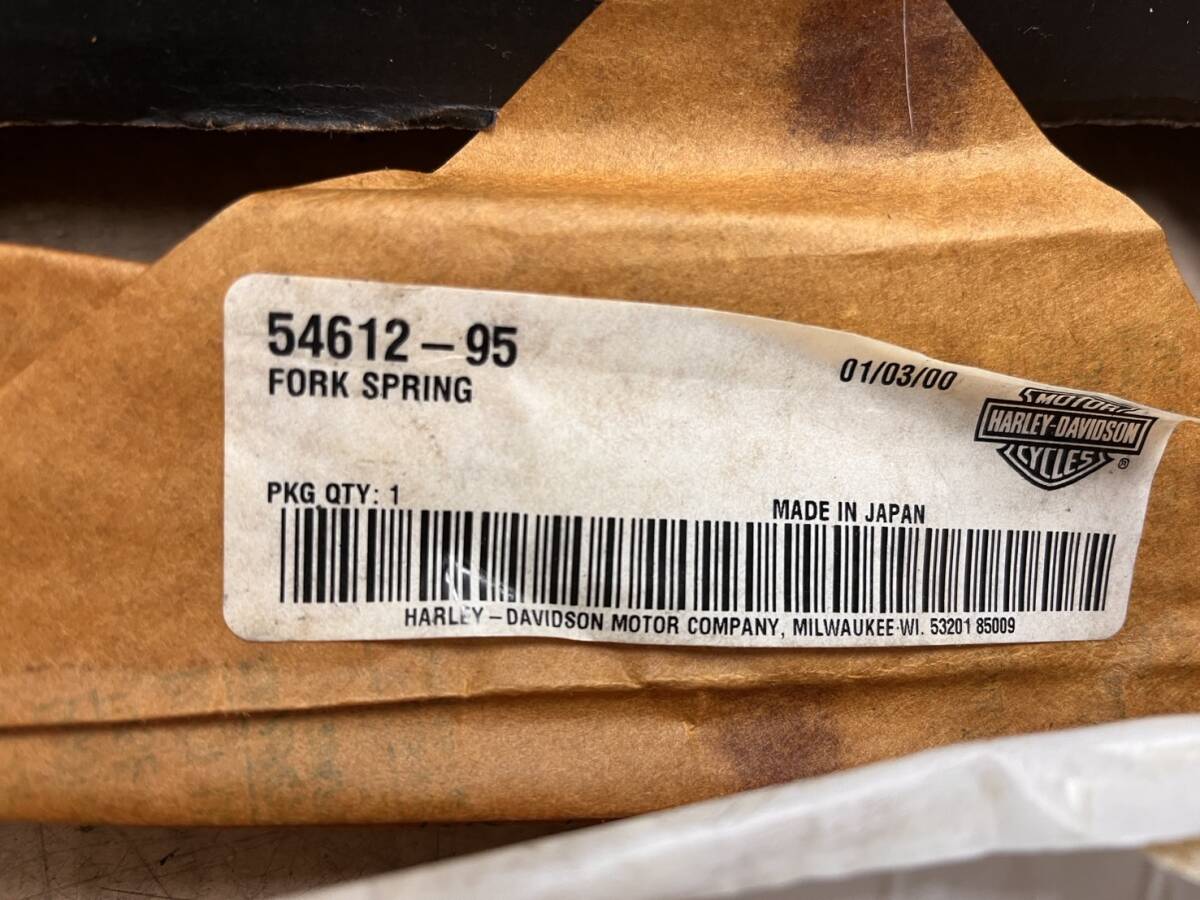 54612-95
FORK SPRING
01/03/00
MOTOR
HARLEY-DAVIDSON
CYCLES®
PKG QTY: 1
MADE IN JAPAN
HARLEY-DAVIDSON MOTOR COMPANY, MILWAUKEE WI. 53201 85009